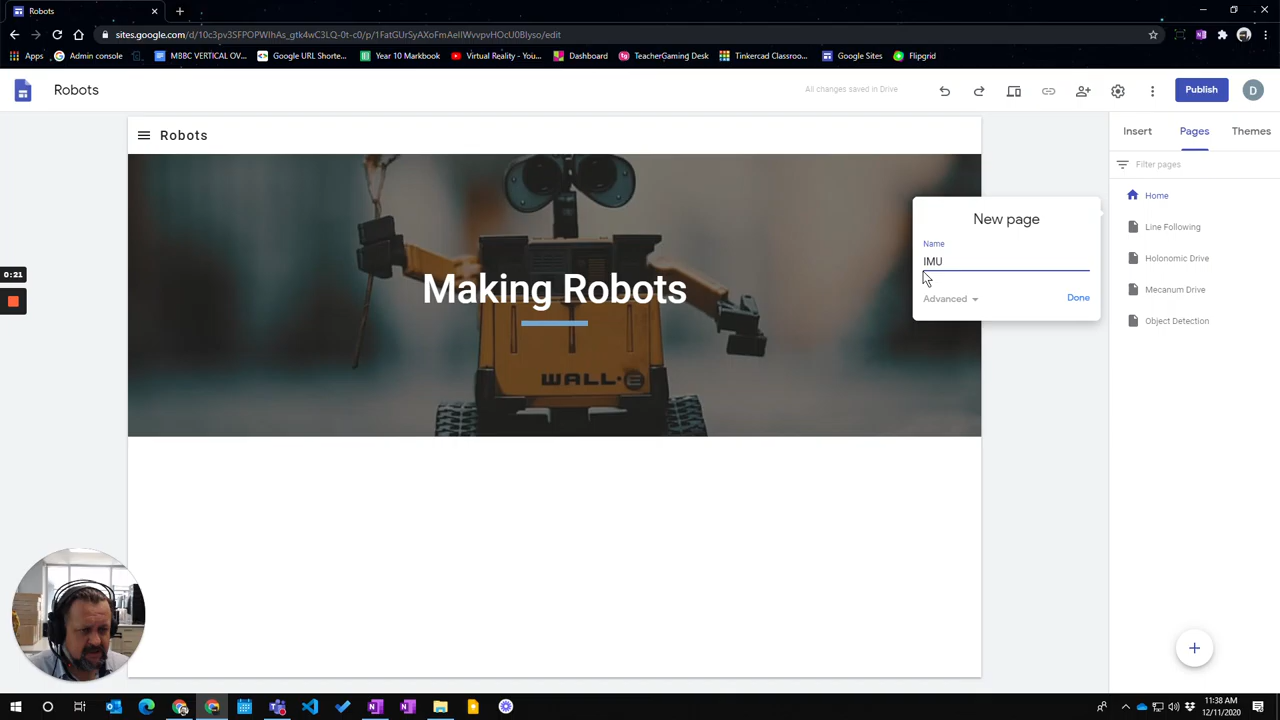 Robots
sites.google.com/d/10c3pv3SFPOPWlhAs_gtk4wC3LQ-0t-c0/p/1FatGUrSyAXoFmAeIIWvvpvHOcU0Blyso/edit
Apps
Admin console
MBBC VERTICAL OV...
Google URL Shorte...
Year 10 Markbook
Virtual Reality - You...
Dashboard
TeacherGaming Desk
Tinkercad Classroo...
Google Sites
Flipgrid
Robots
All changes saved in Drive
Publish
D
Insert
Pages
Themes
Filter pages
Robots
Home
Line Following
Holonomic Drive
Mecanum Drive
Object Detection
New page
Name
IMU
Advanced
Done
0:21
Making Robots
WALL·E
11:38 AM
12/11/2020